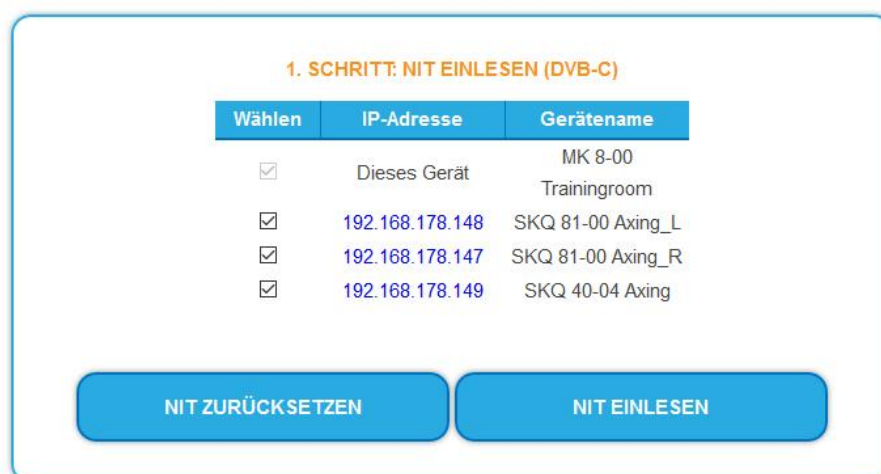 1. SCHRITT: NIT EINLESEN (DVB-C)
Wählen IP-Adresse Gerätename
Dieses Gerät MK 8-00 Trainingroom
192.168.178.148 SKQ 81-00 Axing_L
192.168.178.147 SKQ 81-00 Axing_R
192.168.178.149 SKQ 40-04 Axing
NIT ZURÜCKSETZEN NIT EINLESEN